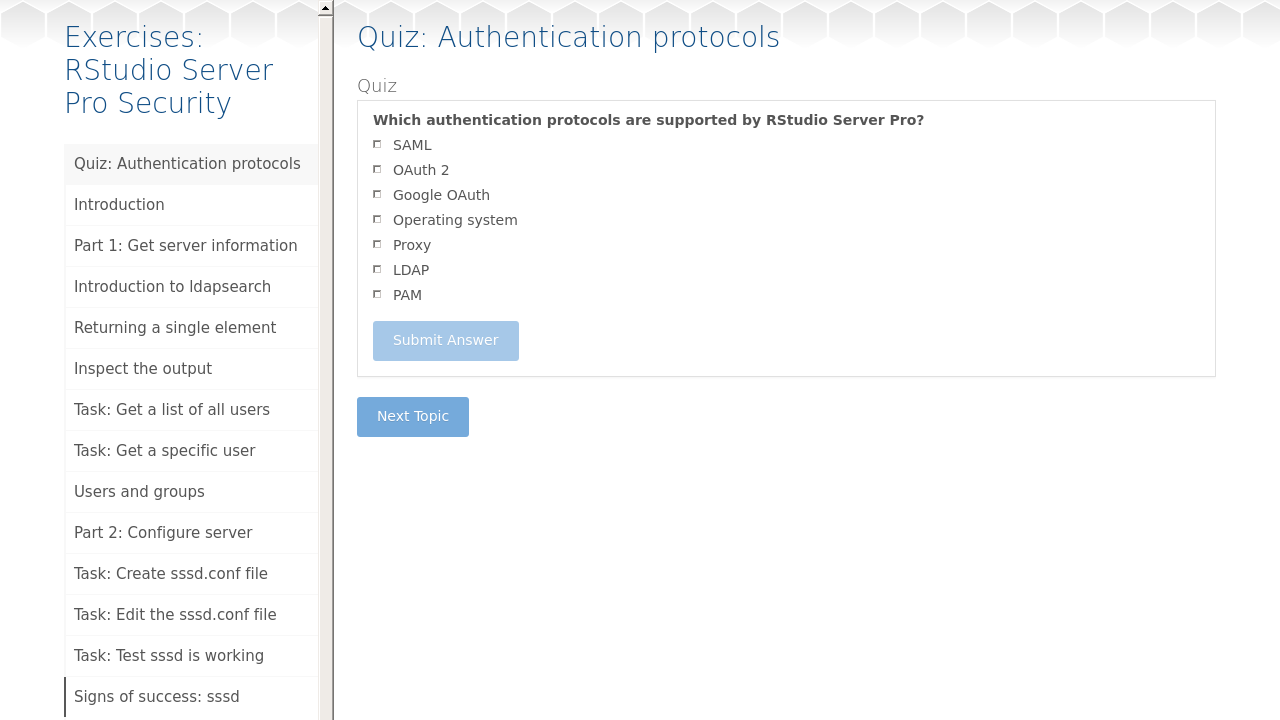 Exercises:
RStudio Server
Pro Security
Quiz: Authentication protocols
Introduction
Part 1: Get server information
Introduction to ldapsearch
Returning a single element
Inspect the output
Task: Get a list of all users
Task: Get a specific user
Users and groups
Part 2: Configure server
Task: Create sssd.conf file
Task: Edit the sssd.conf file
Task: Test sssd is working
Signs of success: sssd
Quiz: Authentication protocols
Quiz
Which authentication protocols are supported by RStudio Server Pro?
SAML
OAuth 2
Google OAuth
Operating system
Proxy
LDAP
PAM
Submit Answer
Next Topic